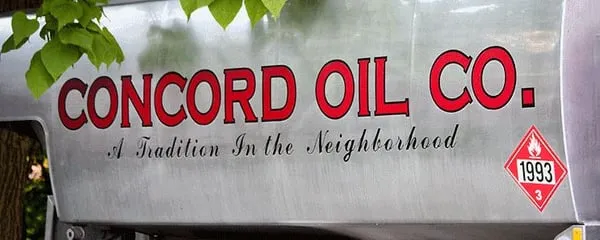 CONCORD OIL CO.
A Tradition In the Neighborhood
1993
3